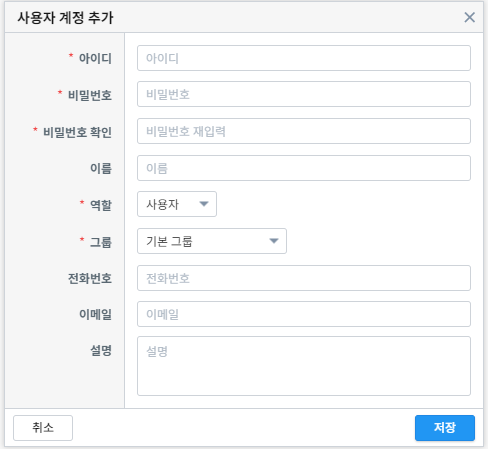 사용자 계정 추가
* 아이디 아이디
* 비밀번호 비밀번호
* 비밀번호 확인 비밀번호 재입력
이름 이름
* 역할 사용자
* 그룹 기본 그룹
전화번호 전화번호
이메일 이메일
설명 설명
취소 저장